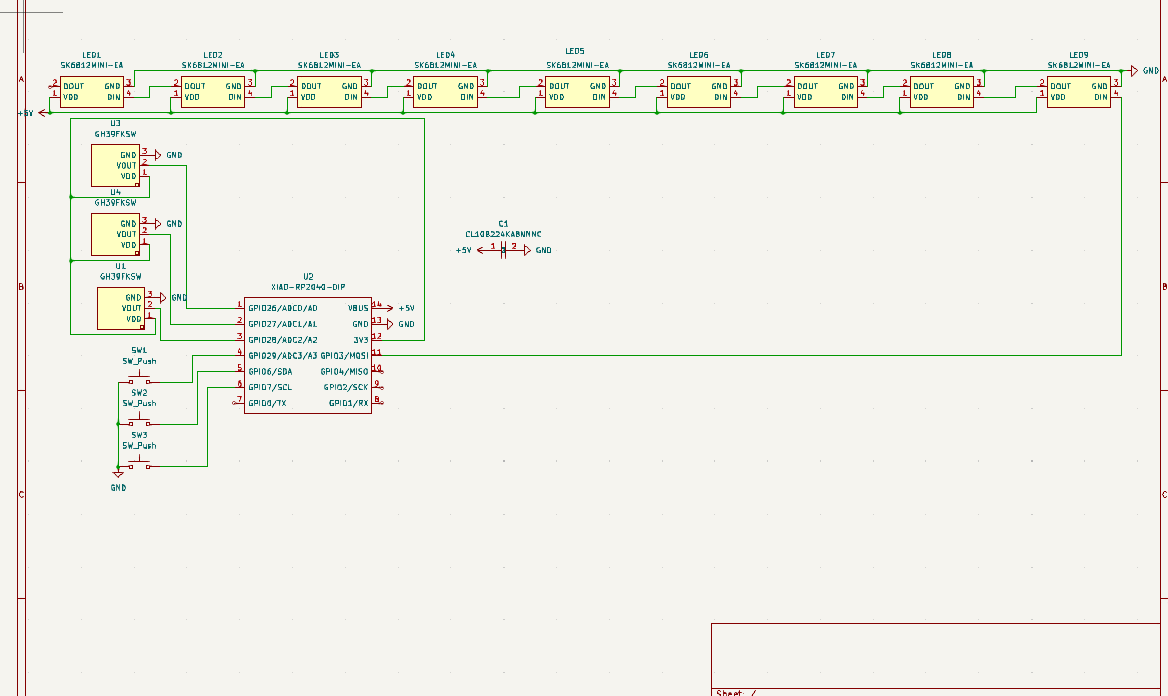 LED1 LED2 LED3 LED4 LED5 LED6 LED7 LED8 LED9
SK6812MINI-EA SK6812MINI-EA SK6812MINI-EA SK6812MINI-EA SK6812MINI-EA SK6812MINI-EA SK6812MINI-EA SK6812MINI-EA SK6812MINI-EA
A GND A
2 DOUT GND 3 2 DOUT GND 3 2 DOUT GND 3 2 DOUT GND 3 2 DOUT GND 3 2 DOUT GND 3 2 DOUT GND 3 2 DOUT GND 3 2 DOUT GND 3
1 VDD DIN 4 1 VDD DIN 4 1 VDD DIN 4 1 VDD DIN 4 1 VDD DIN 4 1 VDD DIN 4 1 VDD DIN 4 1 VDD DIN 4 1 VDD DIN 4
+5V
U3
GH39FKSW
GND 3 GND
VOUT 2
VDD 1
U4
GH39FKSW
GND 3 GND
VOUT 2
VDD 1
C1
CL10B224KA8NNNC
+5V 1 2 GND
U1
GH39FKSW
GND 3 GND
VOUT 2
VDD 1
B B
U2
XIAO-RP2040-DIP
1 GPIO26/ADC0/A0 VBUS 14 +5V
2 GPIO27/ADC1/A1 GND 13 GND
3 GPIO28/ADC2/A2 3V3 12
4 GPIO29/ADC3/A3 GPIO3/MOSI 11
5 GPIO6/SDA GPIO4/MISO 10
6 GPIO7/SCL GPIO2/SCK 9
7 GPIO0/TX GPIO1/RX 8
SW1
SW_Push
SW2
SW_Push
SW3
SW_Push
GND
C C
Sheet: /